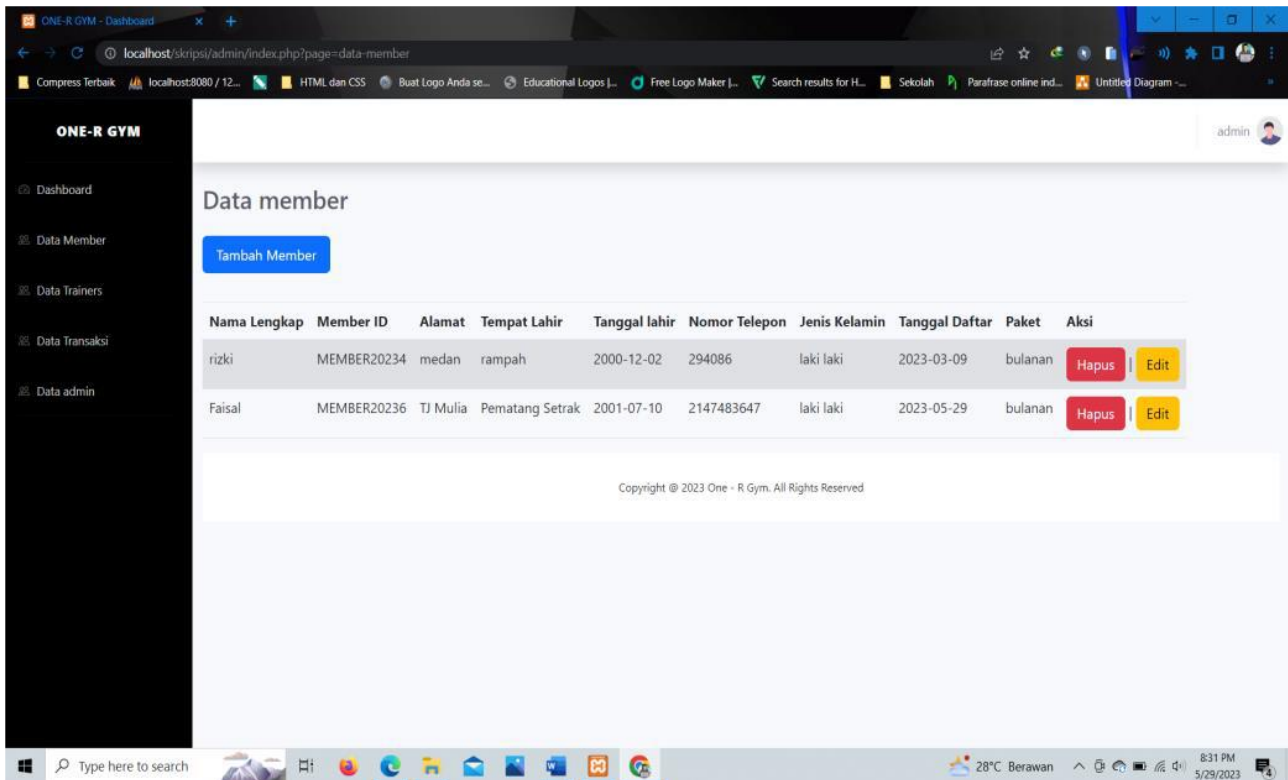 ONE-R GYM - Dashboard
localhost/skripsi/admin/index.php?page=data-member
Compress Terbaik localhost:8080 / 12... HTML dan CSS Buat Logo Anda se... Educational Logos |... Free Logo Maker |... Search results for H... Sekolah Parafrase online ind... Untitled Diagram -...
ONE-R GYM
admin
Dashboard
Data Member
Data Trainers
Data Transaksi
Data admin
Data member
Tambah Member
Nama Lengkap Member ID Alamat Tempat Lahir Tanggal lahir Nomor Telepon Jenis Kelamin Tanggal Daftar Paket Aksi
rizki MEMBER20234 medan rampah 2000-12-02 294086 laki laki 2023-03-09 bulanan Hapus | Edit
Faisal MEMBER20236 TJ Mulia Pematang Setrak 2001-07-10 2147483647 laki laki 2023-05-29 bulanan Hapus | Edit
Copyright @ 2023 One - R Gym. All Rights Reserved
Type here to search
28°C Berawan
8:31 PM
5/29/2023